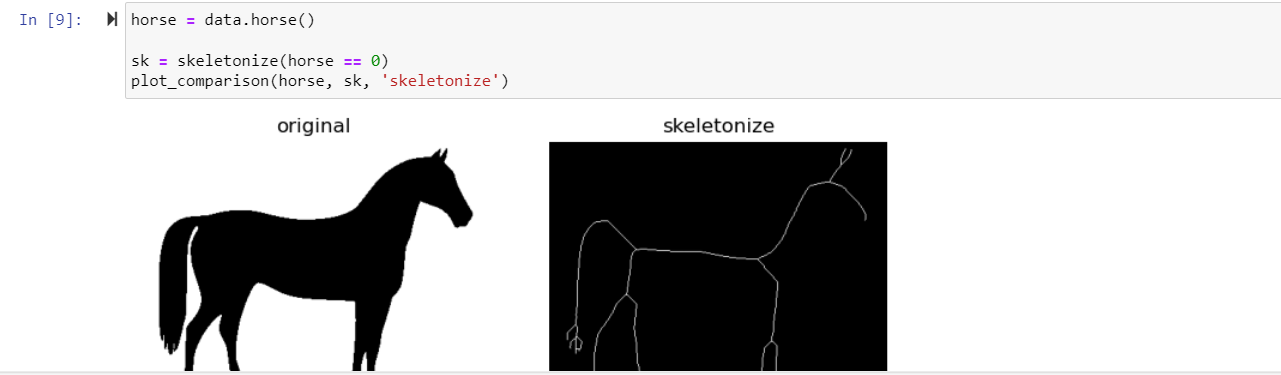 In [9]:
horse = data.horse()
sk = skeletonize(horse == 0)
plot_comparison(horse, sk, 'skeletonize')
original
skeletonize